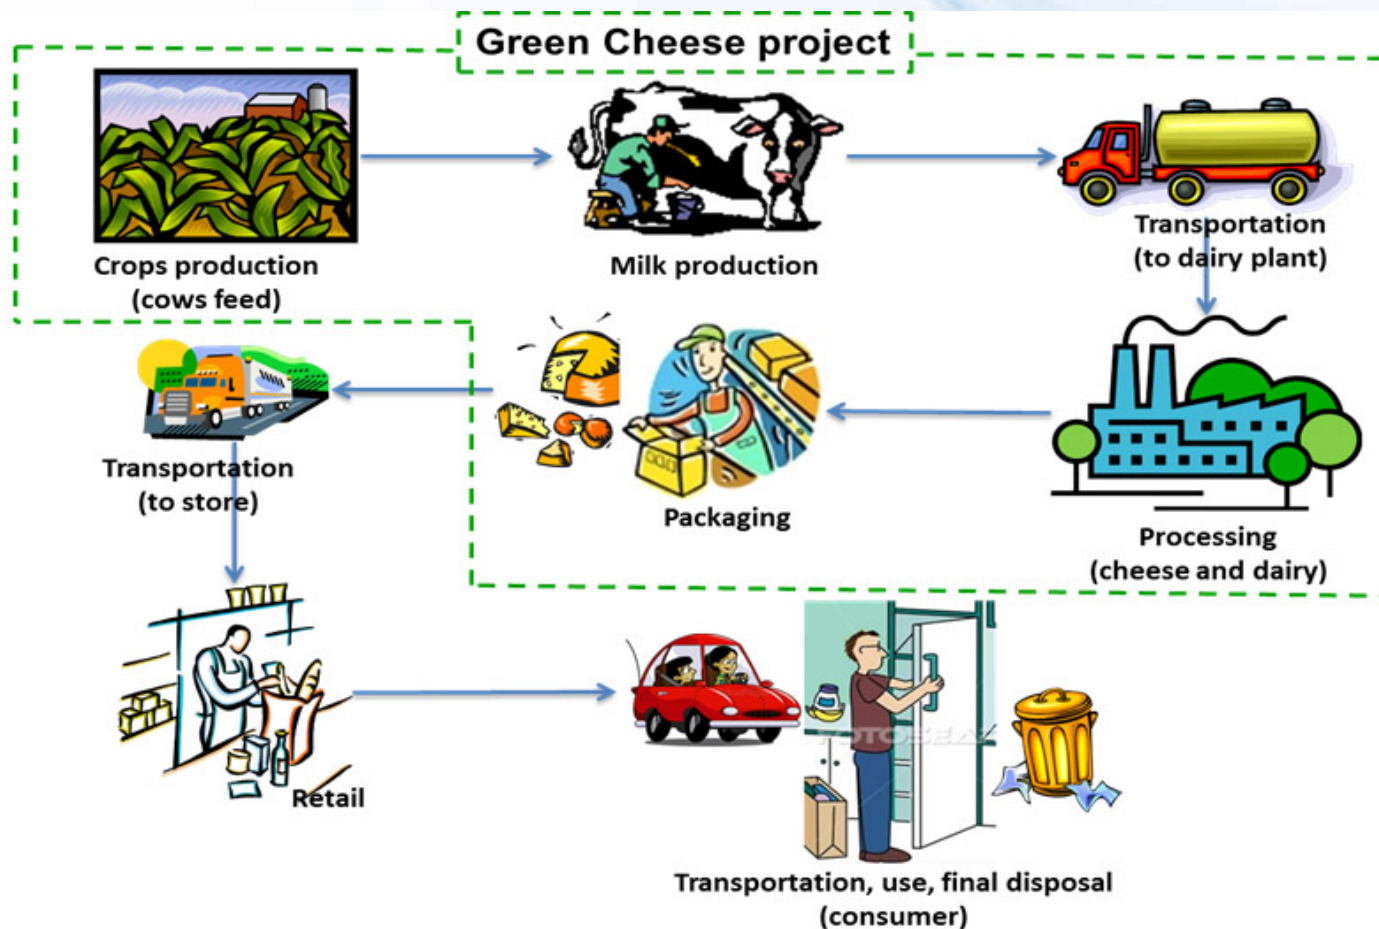 Green Cheese project
Crops production
(cows feed)
Milk production
Transportation
(to dairy plant)
Processing
(cheese and dairy)
Packaging
Transportation
(to store)
Retail
FOTOSEAR
Transportation, use, final disposal
(consumer)